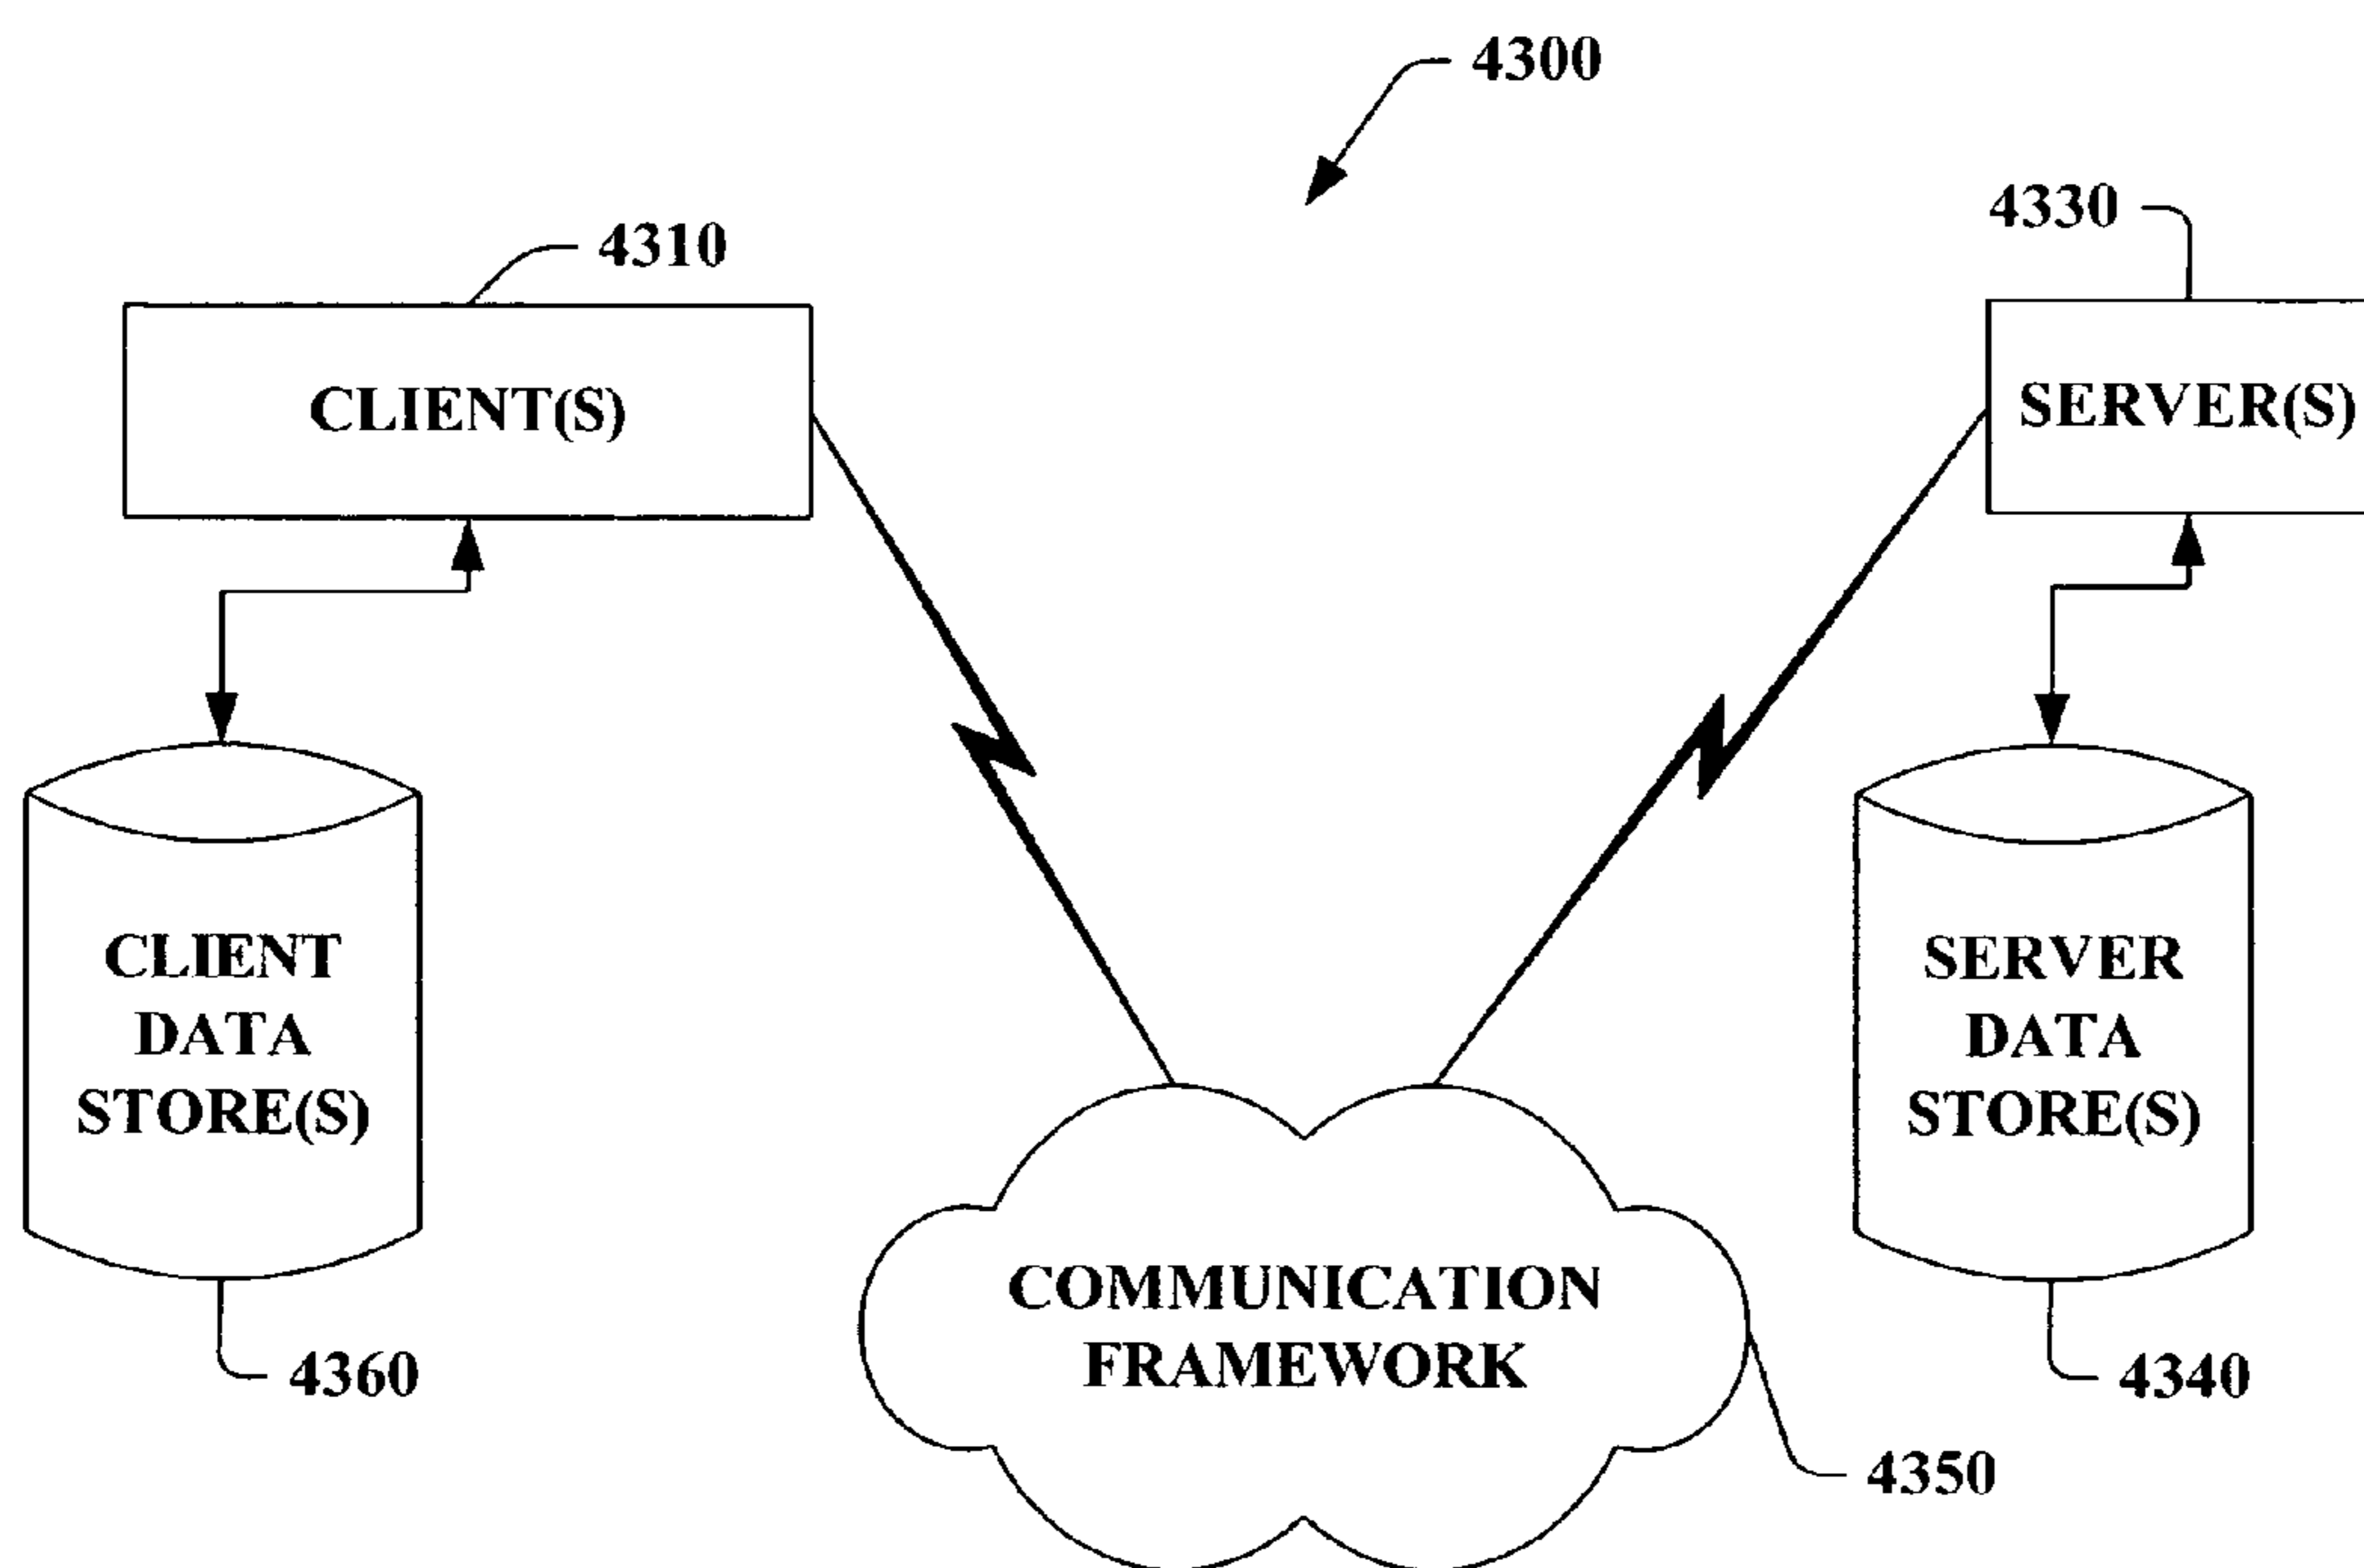 4300
4310
4330
CLIENT(S)
SERVER(S)
CLIENT
DATA
STORE(S)
SERVER
DATA
STORE(S)
COMMUNICATION
FRAMEWORK
4360
4340
4350